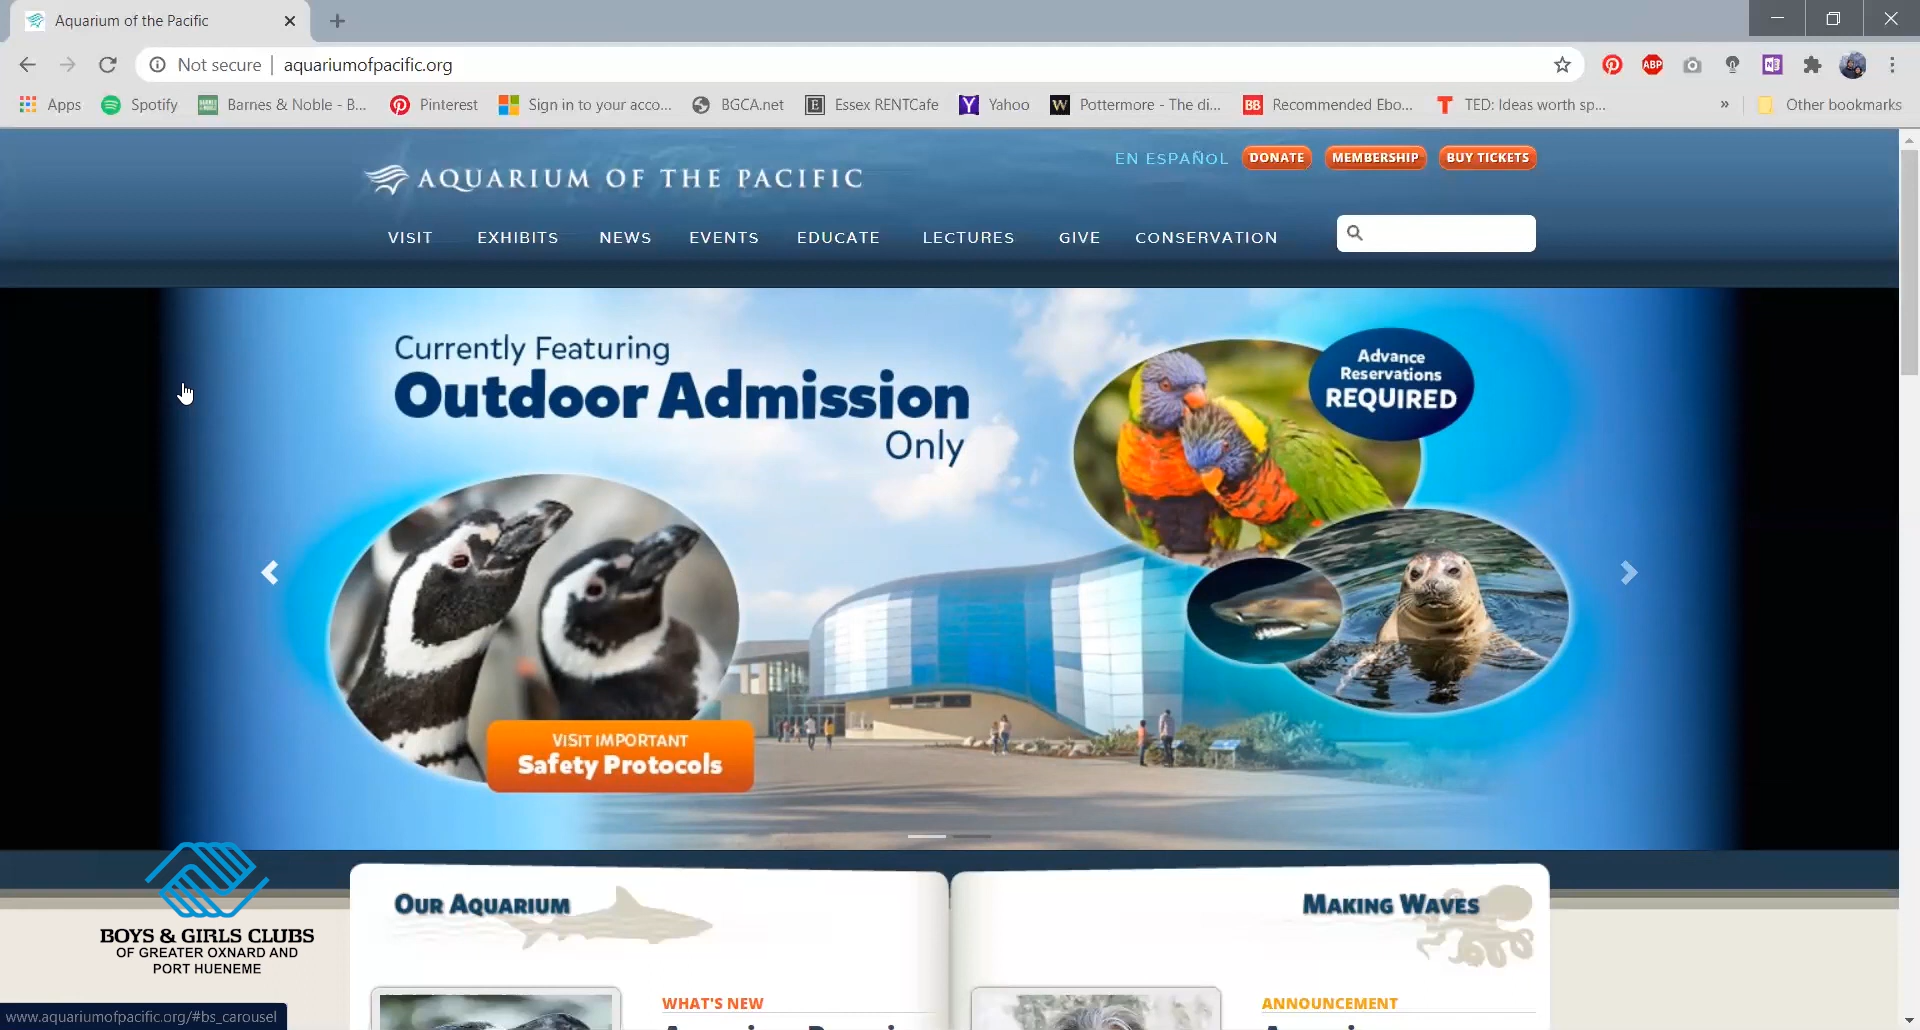 Aquarium of the Pacific
Not secure | aquariumofpacific.org
Apps Spotify Barnes & Noble - B... Pinterest Sign in to your acco... BGCA.net Essex RENTCafe Yahoo Pottermore - The di... Recommended Ebo... TED: Ideas worth sp... » Other bookmarks
ABP
AQUARIUM OF THE PACIFIC
EN ESPAÑOL DONATE MEMBERSHIP BUY TICKETS
VISIT EXHIBITS NEWS EVENTS EDUCATE LECTURES GIVE CONSERVATION
Currently Featuring
Outdoor Admission
Only
Advance
Reservations
REQUIRED
VISIT IMPORTANT
Safety Protocols
OUR AQUARIUM
MAKING WAVES
BOYS & GIRLS CLUBS
OF GREATER OXNARD AND
PORT HUENEME
WHAT'S NEW
ANNOUNCEMENT
www.aquariumofpacific.org/#bs_carousel